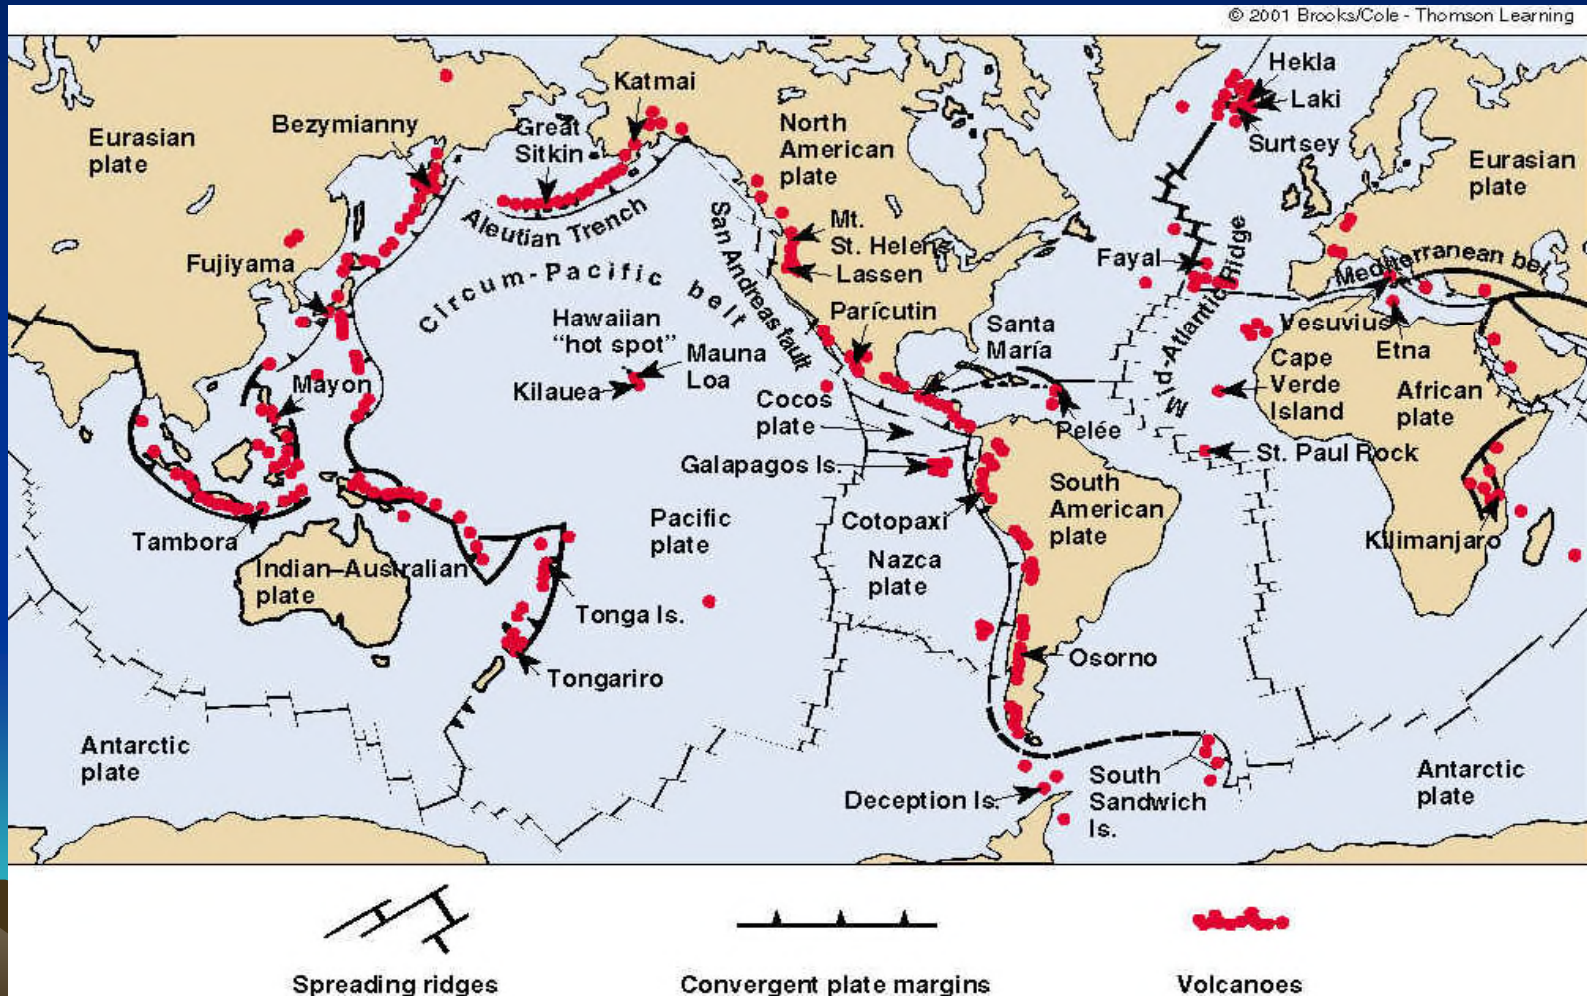 © 2001 Brooks/Cole - Thomson Learning
Hekla
Laki
Surtsey
Katmai
Bezymianny
Great
Sitkin
North
American
plate
Eurasian
plate
Eurasian
plate
Aleutian Trench
San Andreas fault
Mt.
St. Helens
Lassen
Fayal
Mid-Atlantic Ridge
Mediterranean belt
Fujiyama
Circum-Pacific belt
Hawaiian
“hot spot”
Mauna
Loa
Kilauea
Parícutin
Santa
María
Vesuvius
Etna
Cape
Verde
Island
African
plate
Mayon
Cocos
plate
Pelée
Galapagos Is.
St. Paul Rock
South
American
plate
Cotopaxi
Pacific
plate
Nazca
plate
Tambora
Kilimanjaro
Indian–Australian
plate
Tonga Is.
Tongariro
Osorno
Antarctic
plate
Deception Is.
South
Sandwich
Is.
Antarctic
plate
Spreading ridges
Convergent plate margins
Volcanoes